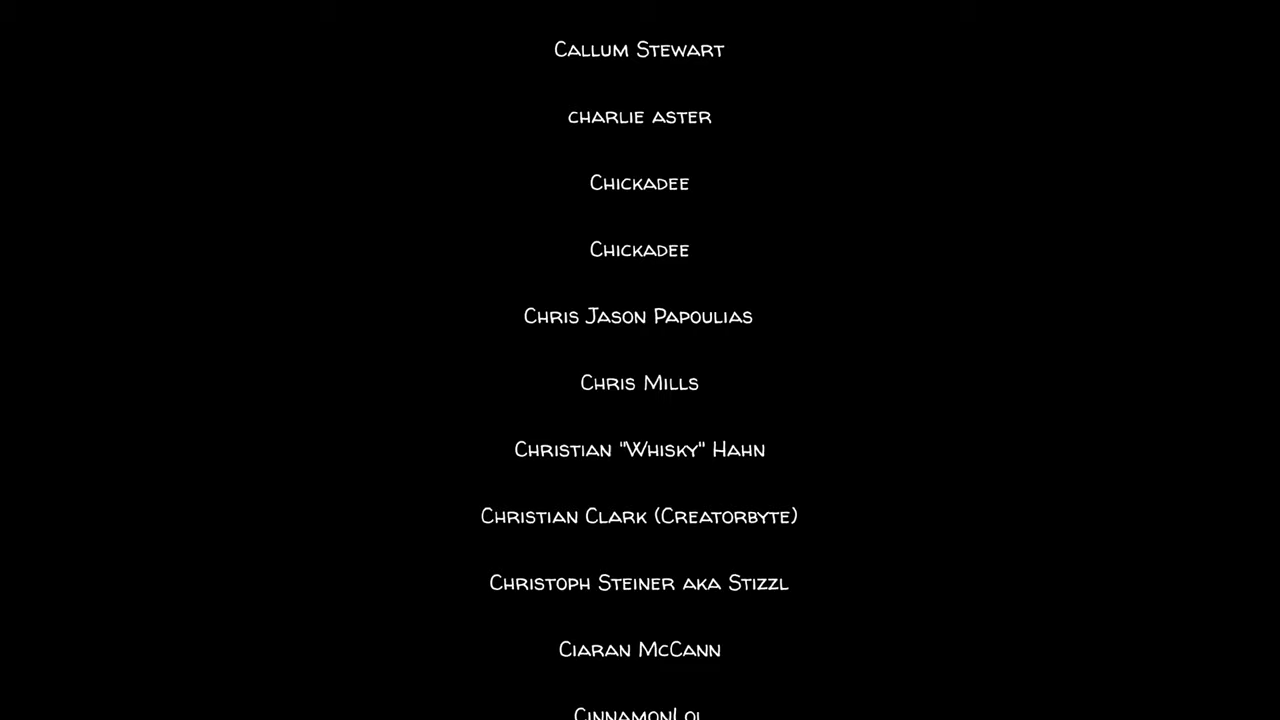 Callum Stewart
charlie aster
Chickadee
Chickadee
Chris Jason Papoulias
Chris Mills
Christian "Whisky" Hahn
Christian Clark (Creatorbyte)
Christoph Steiner aka Stizzl
Ciaran McCann
CinnamonLol